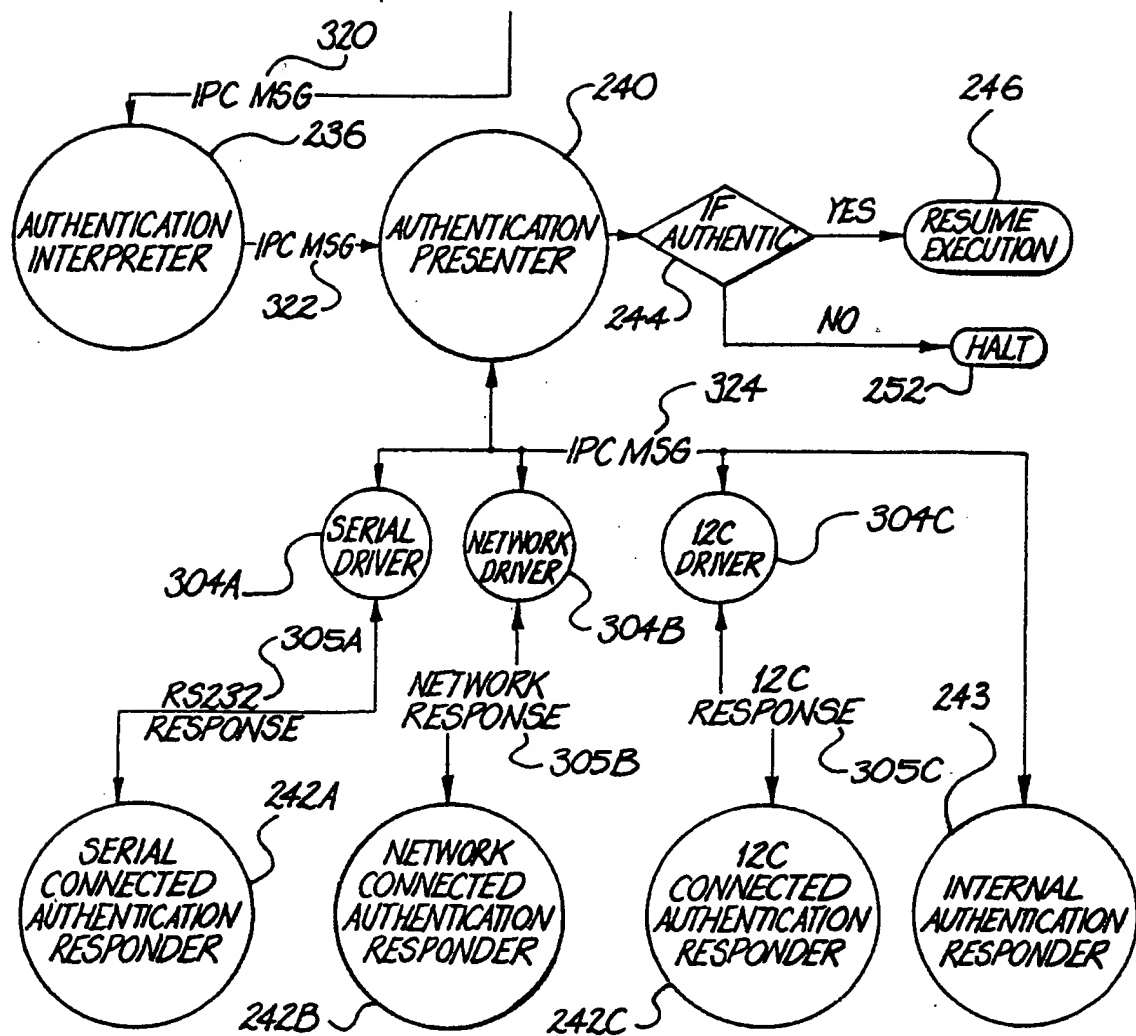 320
IPC MSG
236
240
246
AUTHENTICATION
INTERPRETER
IPC MSG
322
AUTHENTICATION
PRESENTER
IF
AUTHENTIC
244
YES
RESUME
EXECUTION
NO
HALT
252
324
IPC MSG
SERIAL
DRIVER
304A
NETWORK
DRIVER
304B
12C
DRIVER
304C
305A
RS232
RESPONSE
NETWORK
RESPONSE
305B
12C
RESPONSE
305C
243
242A
SERIAL
CONNECTED
AUTHENTICATION
RESPONDER
NETWORK
CONNECTED
AUTHENTICATION
RESPONDER
242B
12C
CONNECTED
AUTHENTICATION
RESPONDER
242C
INTERNAL
AUTHENTICATION
RESPONDER